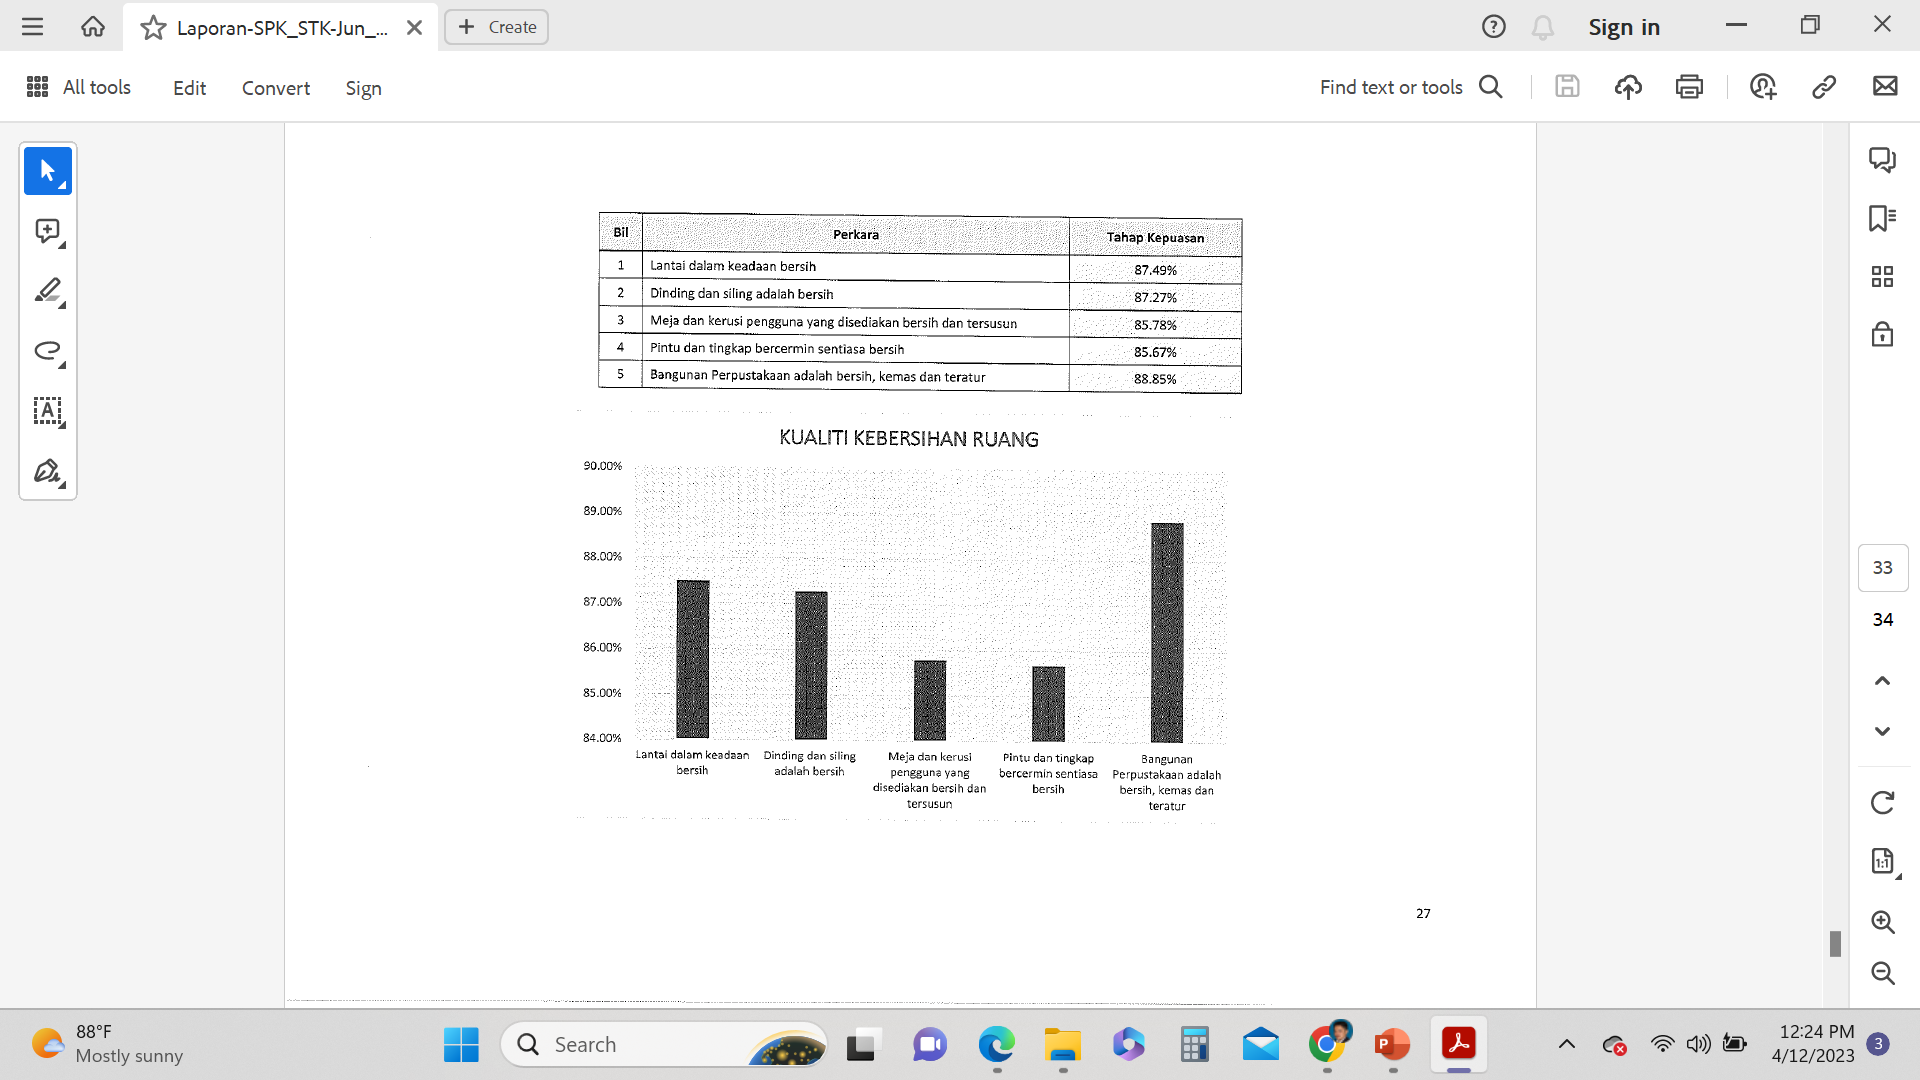 Laporan-SPK_STK-Jun_...
Create
Sign in
All tools
Edit
Convert
Sign
Find text or tools
Bil
Perkara
Tahap Kepuasan
1
Lantai dalam keadaan bersih
87.49%
2
Dinding dan siling adalah bersih
87.27%
3
Meja dan kerusi pengguna yang disediakan bersih dan tersusun
85.78%
4
Pintu dan tingkap bercermin sentiasa bersih
85.67%
5
Bangunan Perpustakaan adalah bersih, kemas dan teratur
88.85%
KUALITI KEBERSIHAN RUANG
90.00%
89.00%
88.00%
87.00%
86.00%
85.00%
84.00%
Lantai dalam keadaan
bersih
Dinding dan siling
adalah bersih
Meja dan kerusi
pengguna yang
disediakan bersih dan
tersusun
Pintu dan tingkap
bercermin sentiasa
bersih
Bangunan
Perpustakaan adalah
bersih, kemas dan
teratur
27
33
34
1:1
88°F
Mostly sunny
Search
12:24 PM
4/12/2023
3